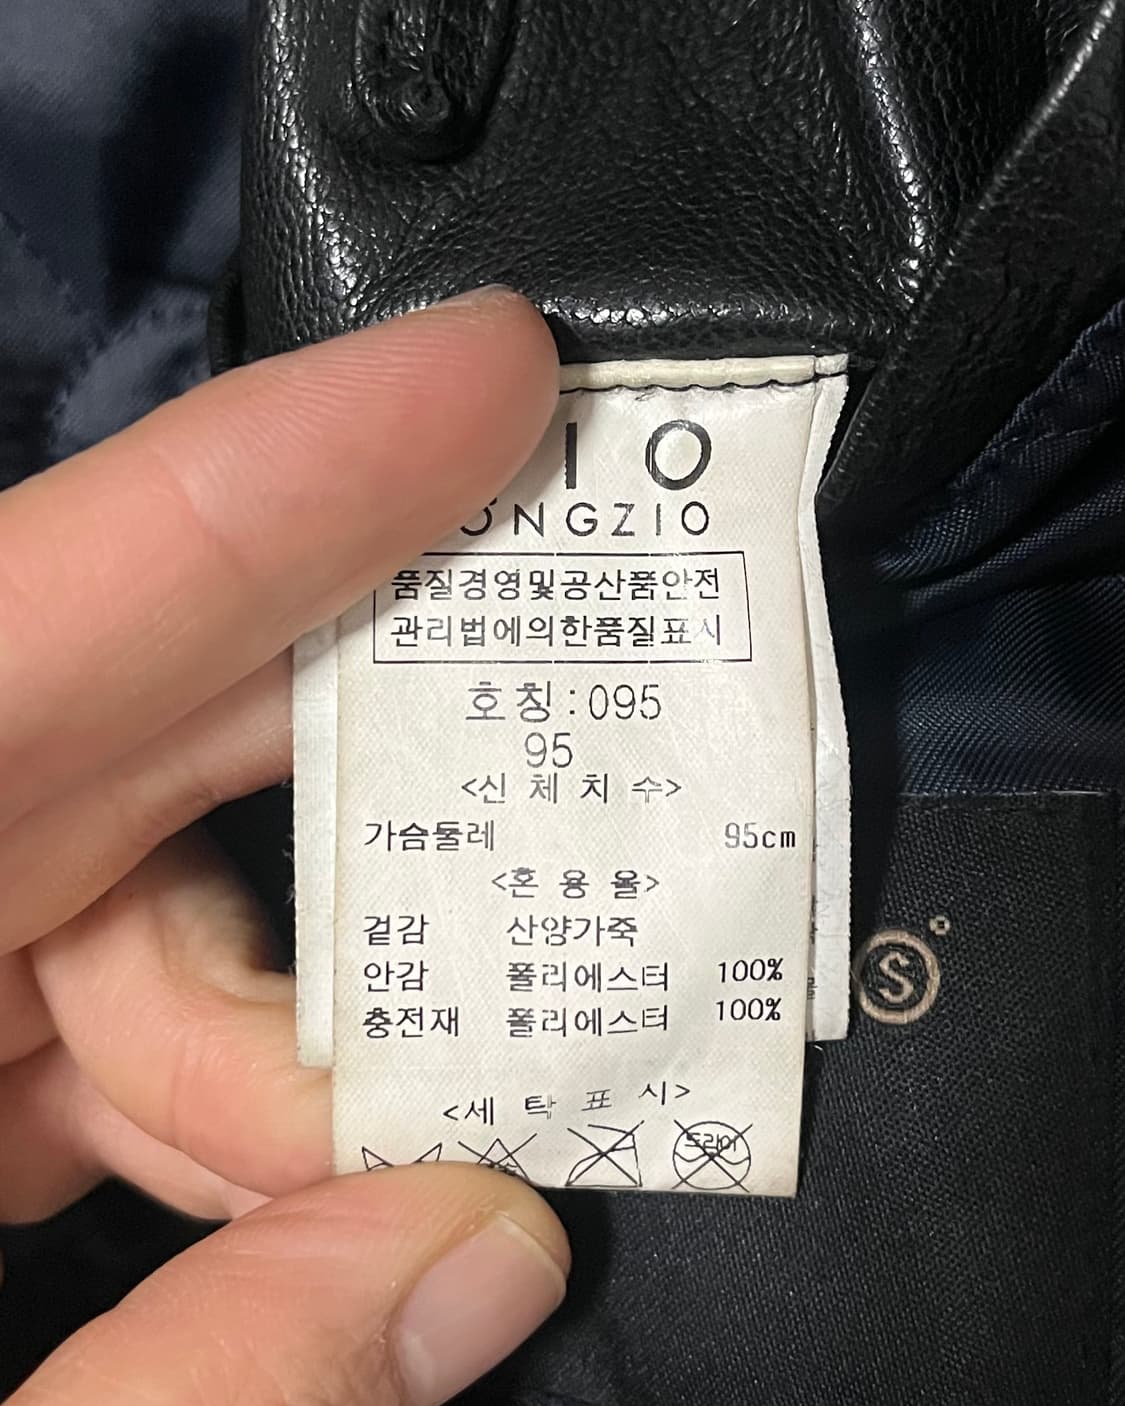 IO
ONGZIO
품질경영및공산품안전
관리법에의한품질표시
호칭:095
95
<신 체 치 수>
가슴둘레 95cm
<혼 용 율>
겉감 산양가죽
안감 폴리에스터 100%
충전재 폴리에스터 100%
<세 탁 표 시>
드라이
S